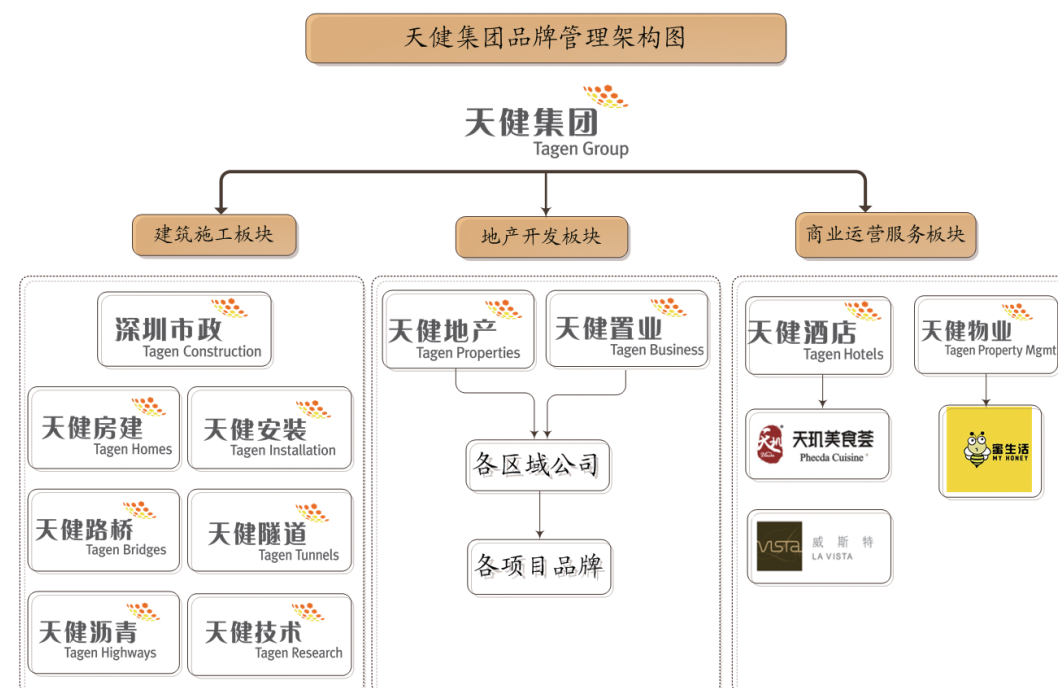 天健集团品牌管理架构图
天健集团
Tagen Group
建筑施工板块
地产开发板块
商业运营服务板块
深圳市政
Tagen Construction
天健房建
Tagen Homes
天健安装
Tagen Installation
天健路桥
Tagen Bridges
天健隧道
Tagen Tunnels
天健沥青
Tagen Highways
天健技术
Tagen Research
天健地产
Tagen Properties
天健置业
Tagen Business
各区域公司
各项目品牌
天健酒店
Tagen Hotels
天健物业
Tagen Property Mgmt
天玑美食荟
Phecda Cuisine
蜜生活
MY HONEY
VISTA
威斯特
LA VISTA